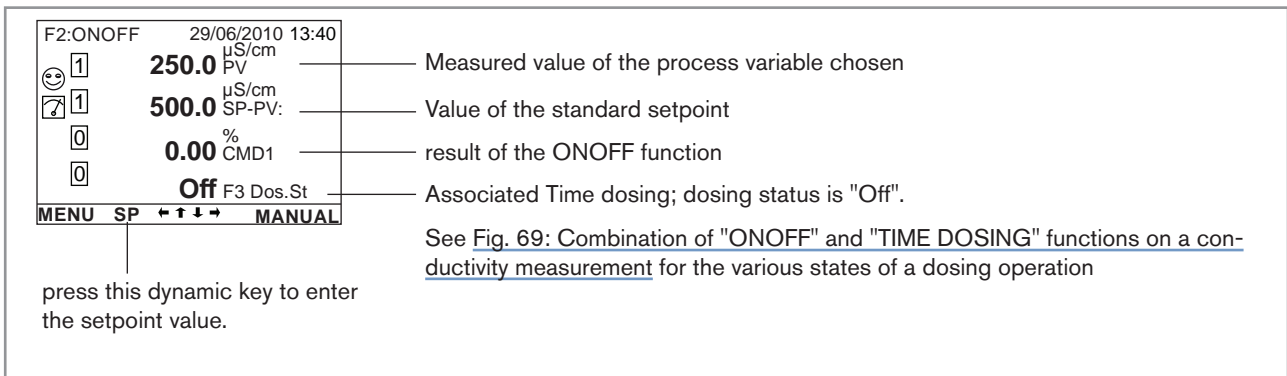 F2:ONOFF 29/06/2010 13:40
1 250.0 µS/cm PV
1 500.0 µS/cm SP-PV:
0 0.00 % CMD1
0 Off F3 Dos.St
MENU SP ←↑↓→ MANUAL
Measured value of the process variable chosen
Value of the standard setpoint
result of the ONOFF function
Associated Time dosing; dosing status is "Off".
See Fig. 69: Combination of "ONOFF" and "TIME DOSING" functions on a con-
ductivity measurement for the various states of a dosing operation
press this dynamic key to enter
the setpoint value.